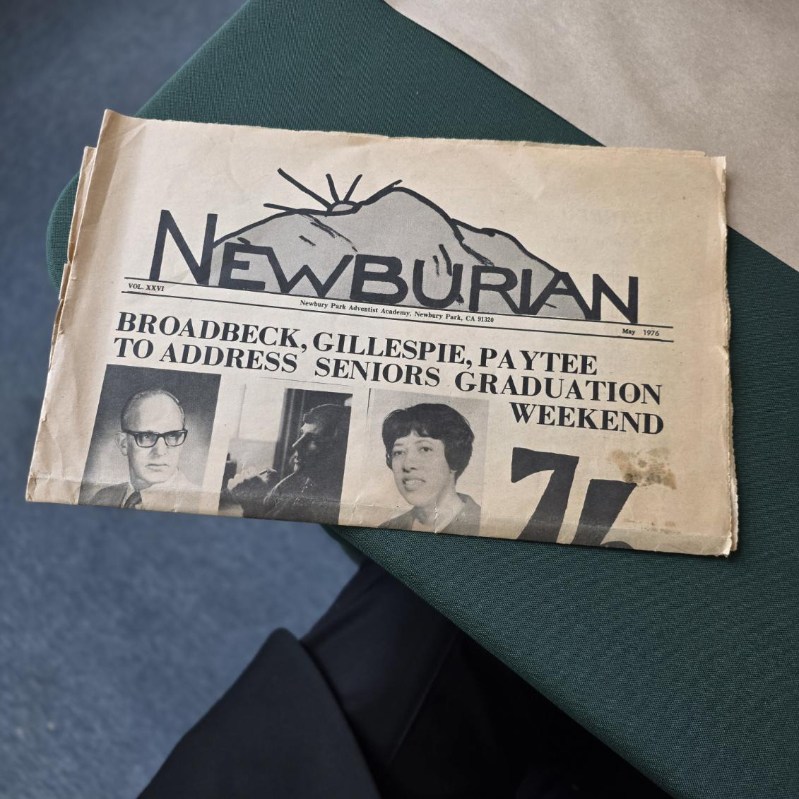 NEWBURIAN
VOL. XXVI
Newbury Park Adventist Academy, Newbury Park, CA 91320
May 1976
BROADBECK, GILLESPIE, PAYTEE
TO ADDRESS SENIORS GRADUATION
WEEKEND
76